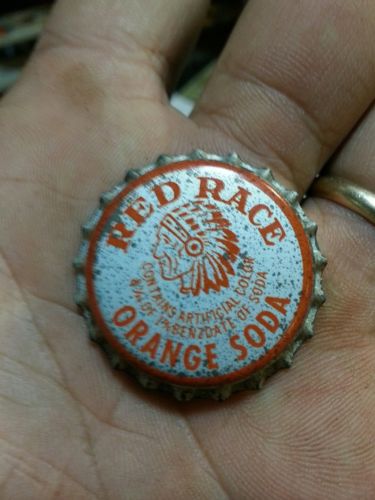 RED RACE
CONTAINS ARTIFICIAL COLOR
&1/10 OF 1% BENZOATE OF SODA
ORANGE SODA